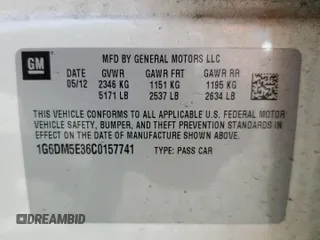 GM
MFD BY GENERAL MOTORS LLC
DATE GVWR GAWR FRT GAWR RR
05/12 2346 KG 1151 KG 1195 KG
5171 LB 2537 LB 2634 LB
THIS VEHICLE CONFORMS TO ALL APPLICABLE U.S. FEDERAL MOTOR
VEHICLE SAFETY, BUMPER, AND THEFT PREVENTION STANDARDS IN
EFFECT ON THE DATE OF MANUFACTURE SHOWN ABOVE.
1G6DM5E36C0157741 TYPE: PASS CAR
DREAMBID